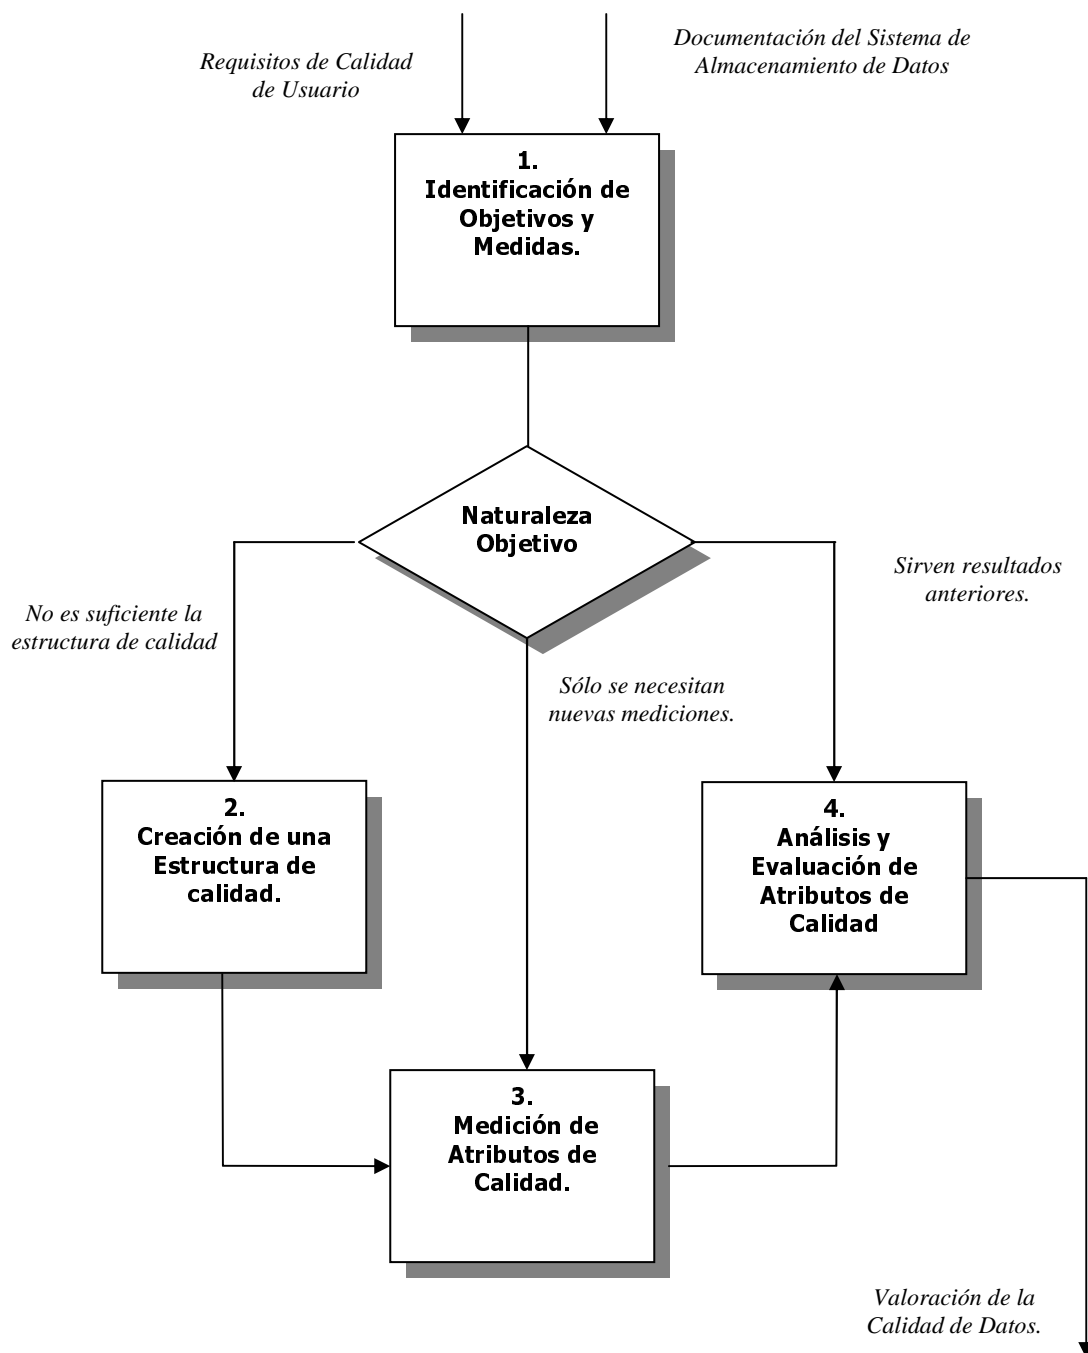 Requisitos de Calidad
de Usuario
Documentación del Sistema de
Almacenamiento de Datos
1.
Identificación de
Objetivos y
Medidas.
Naturaleza
Objetivo
No es suficiente la
estructura de calidad
Sólo se necesitan
nuevas mediciones.
Sirven resultados
anteriores.
2.
Creación de una
Estructura de
calidad.
4.
Análisis y
Evaluación de
Atributos de
Calidad
3.
Medición de
Atributos de
Calidad.
Valoración de la
Calidad de Datos.